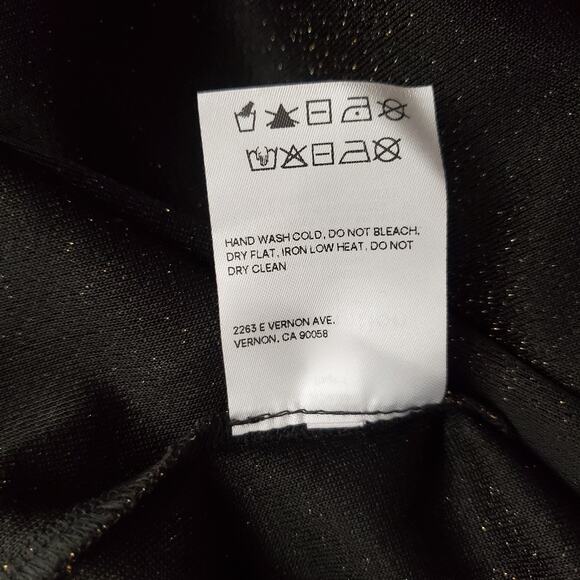 HAND WASH COLD, DO NOT BLEACH,
DRY FLAT, IRON LOW HEAT, DO NOT
DRY CLEAN
2263 E VERNON AVE.
VERNON, CA 90058